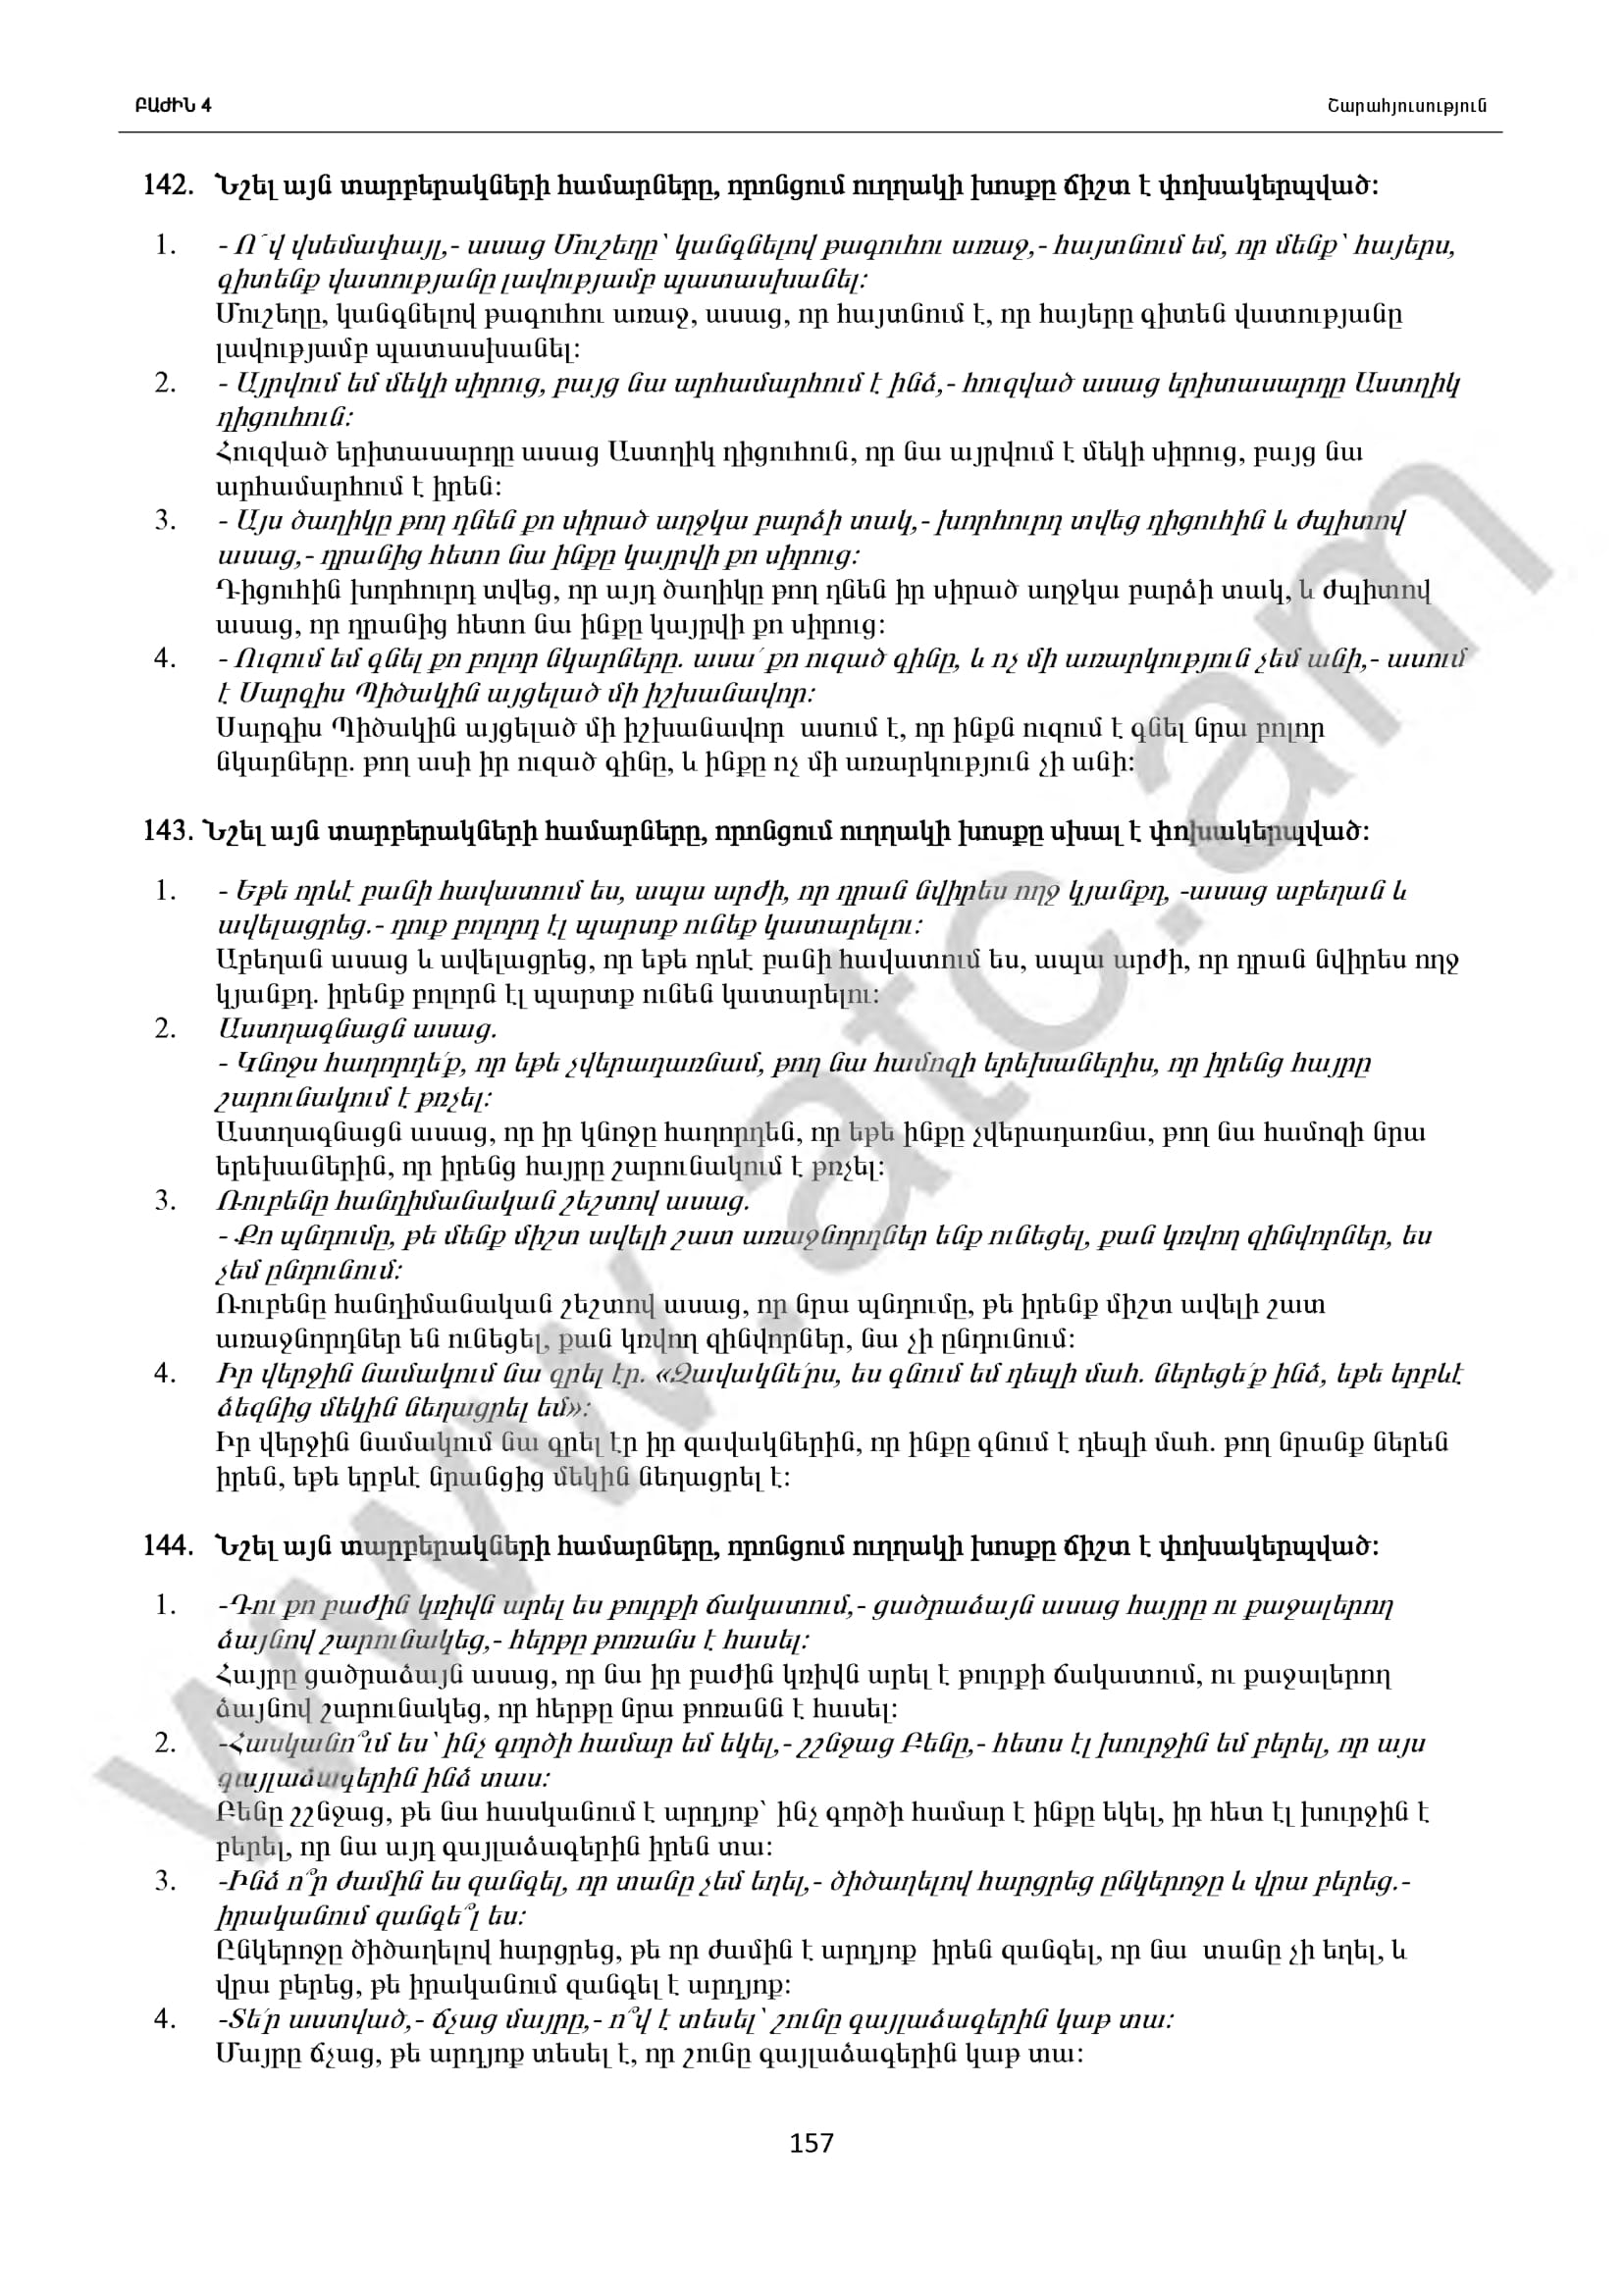 ԲԱԺԻՆ 4
Շարահյուսություն
142. Նշել այն տարբերակների համարները, որոնցում ուղղակի խոսքը ճիշտ է փոխակերպված:
1. - Ո՜վ վսեմափայլ,- ասաց Մուշեղը՝ կանգնելով թագուհու առաջ,- հայտնում եմ, որ մենք՝ հայերս,
գիտենք վատությանը լավությամբ պատասխանել:
Մուշեղը, կանգնելով թագուհու առաջ, ասաց, որ հայտնում է, որ հայերը գիտեն վատությանը
լավությամբ պատասխանել:
2. - Այրվում եմ մեկի սիրուց, բայց նա արհամարհում է ինձ,- հուզված ասաց երիտասարդը Աստղիկ
դիցուհուն:
Հուզված երիտասարդը ասաց Աստղիկ դիցուհուն, որ նա այրվում է մեկի սիրուց, բայց նա
արհամարհում է իրեն:
3. - Այս ծաղիկը թող դնեն քո սիրած աղջկա բարձի տակ,- խորհուրդ տվեց դիցուհին և ժպիտով
ասաց,- դրանից հետո նա ինքը կայրվի քո սիրուց:
Դիցուհին խորհուրդ տվեց, որ այդ ծաղիկը թող դնեն իր սիրած աղջկա բարձի տակ, և ժպիտով
ասաց, որ դրանից հետո նա ինքը կայրվի քո սիրուց:
4. - Ուզում եմ գնել քո բոլոր նկարները. ասա՛ քո ուզած գինը, և ոչ մի առարկություն չեմ անի,- ասում
է Սարգիս Պիծակին այցելած մի իշխանավոր:
Սարգիս Պիծակին այցելած մի իշխանավոր ասում է, որ ինքն ուզում է գնել նրա բոլոր
նկարները. թող ասի իր ուզած գինը, և ինքը ոչ մի առարկություն չի անի:
143. Նշել այն տարբերակների համարները, որոնցում ուղղակի խոսքը սխալ է փոխակերպված:
1. - Եթե որևէ բանի հավատում ես, ապա արժի, որ դրան նվիրես ողջ կյանքդ, -ասաց աբեղան և
ավելացրեց.- դուք բոլորդ էլ պարտք ունեք կատարելու:
Աբեղան ասաց և ավելացրեց, որ եթե որևէ բանի հավատում ես, ապա արժի, որ դրան նվիրես ողջ
կյանքդ. իրենք բոլորն էլ պարտք ունեն կատարելու:
2. Աստղագնացն ասաց.
- Կնոջս հաղորդե՛ք, որ եթե չվերադառնամ, թող նա համոզի երեխաներիս, որ իրենց հայրը
շարունակում է թռչել:
Աստղագնացն ասաց, որ իր կնոջը հաղորդեն, որ եթե ինքը չվերադառնա, թող նա համոզի նրա
երեխաներին, որ իրենց հայրը շարունակում է թռչել:
3. Ռուբենը հանդիմանական շեշտով ասաց.
- Քո պնդումը, թե մենք միշտ ավելի շատ առաջնորդներ ենք ունեցել, քան կռվող զինվորներ, ես
չեմ ընդունում:
Ռուբենը հանդիմանական շեշտով ասաց, որ նրա պնդումը, թե իրենք միշտ ավելի շատ
առաջնորդներ են ունեցել, քան կռվող զինվորներ, նա չի ընդունում:
4. Իր վերջին նամակում նա գրել էր. «Զավակնե՛րս, ես գնում եմ դեպի մահ. ներեցե՛ք ինձ, եթե երբևէ
ձեզնից մեկին նեղացրել եմ»:
Իր վերջին նամակում նա գրել էր իր զավակներին, որ ինքը գնում է դեպի մահ. թող նրանք ներեն
իրեն, եթե երբևէ նրանցից մեկին նեղացրել է:
144. Նշել այն տարբերակների համարները, որոնցում ուղղակի խոսքը ճիշտ է փոխակերպված:
1. -Դու քո բաժին կռիվն արել ես թուրքի ճակատում,- ցածրաձայն ասաց հայրը ու քաջալերող
ձայնով շարունակեց,- հերթը թոռանս է հասել:
Հայրը ցածրաձայն ասաց, որ նա իր բաժին կռիվն արել է թուրքի ճակատում, ու քաջալերող
ձայնով շարունակեց, որ հերթը նրա թոռանն է հասել:
2. -Հասկանո՞ւմ ես՝ ինչ գործի համար եմ եկել,- շշնջաց Բենը,- հետս էլ խուրջին եմ բերել, որ այս
գայլաձագերին ինձ տաս:
Բենը շշնջաց, թե նա հասկանում է արդյոք՝ ինչ գործի համար է ինքը եկել, իր հետ էլ խուրջին է
բերել, որ նա այդ գայլաձագերին իրեն տա:
3. -Ինձ ո՞ր ժամին ես զանգել, որ տանը չեմ եղել,- ծիծաղելով հարցրեց ընկերոջը և վրա բերեց.-
իրականում զանգե՞լ ես:
Ընկերոջը ծիծաղելով հարցրեց, թե որ ժամին է արդյոք իրեն զանգել, որ նա տանը չի եղել, և
վրա բերեց, թե իրականում զանգել է արդյոք:
4. -Տե՛ր աստված,- ճչաց մայրը,- ո՞վ է տեսել՝ շունը գայլաձագերին կաթ տա:
Մայրը ճչաց, թե արդյոք տեսել է, որ շունը գայլաձագերին կաթ տա:
157
www.atc.am